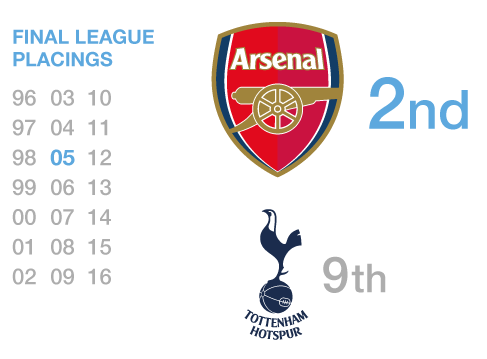 FINAL LEAGUE
PLACINGS
96 03 10
97 04 11
98 05 12
99 06 13
00 07 14
01 08 15
02 09 16
Arsenal
2nd
TOTTENHAM
HOTSPUR
9th